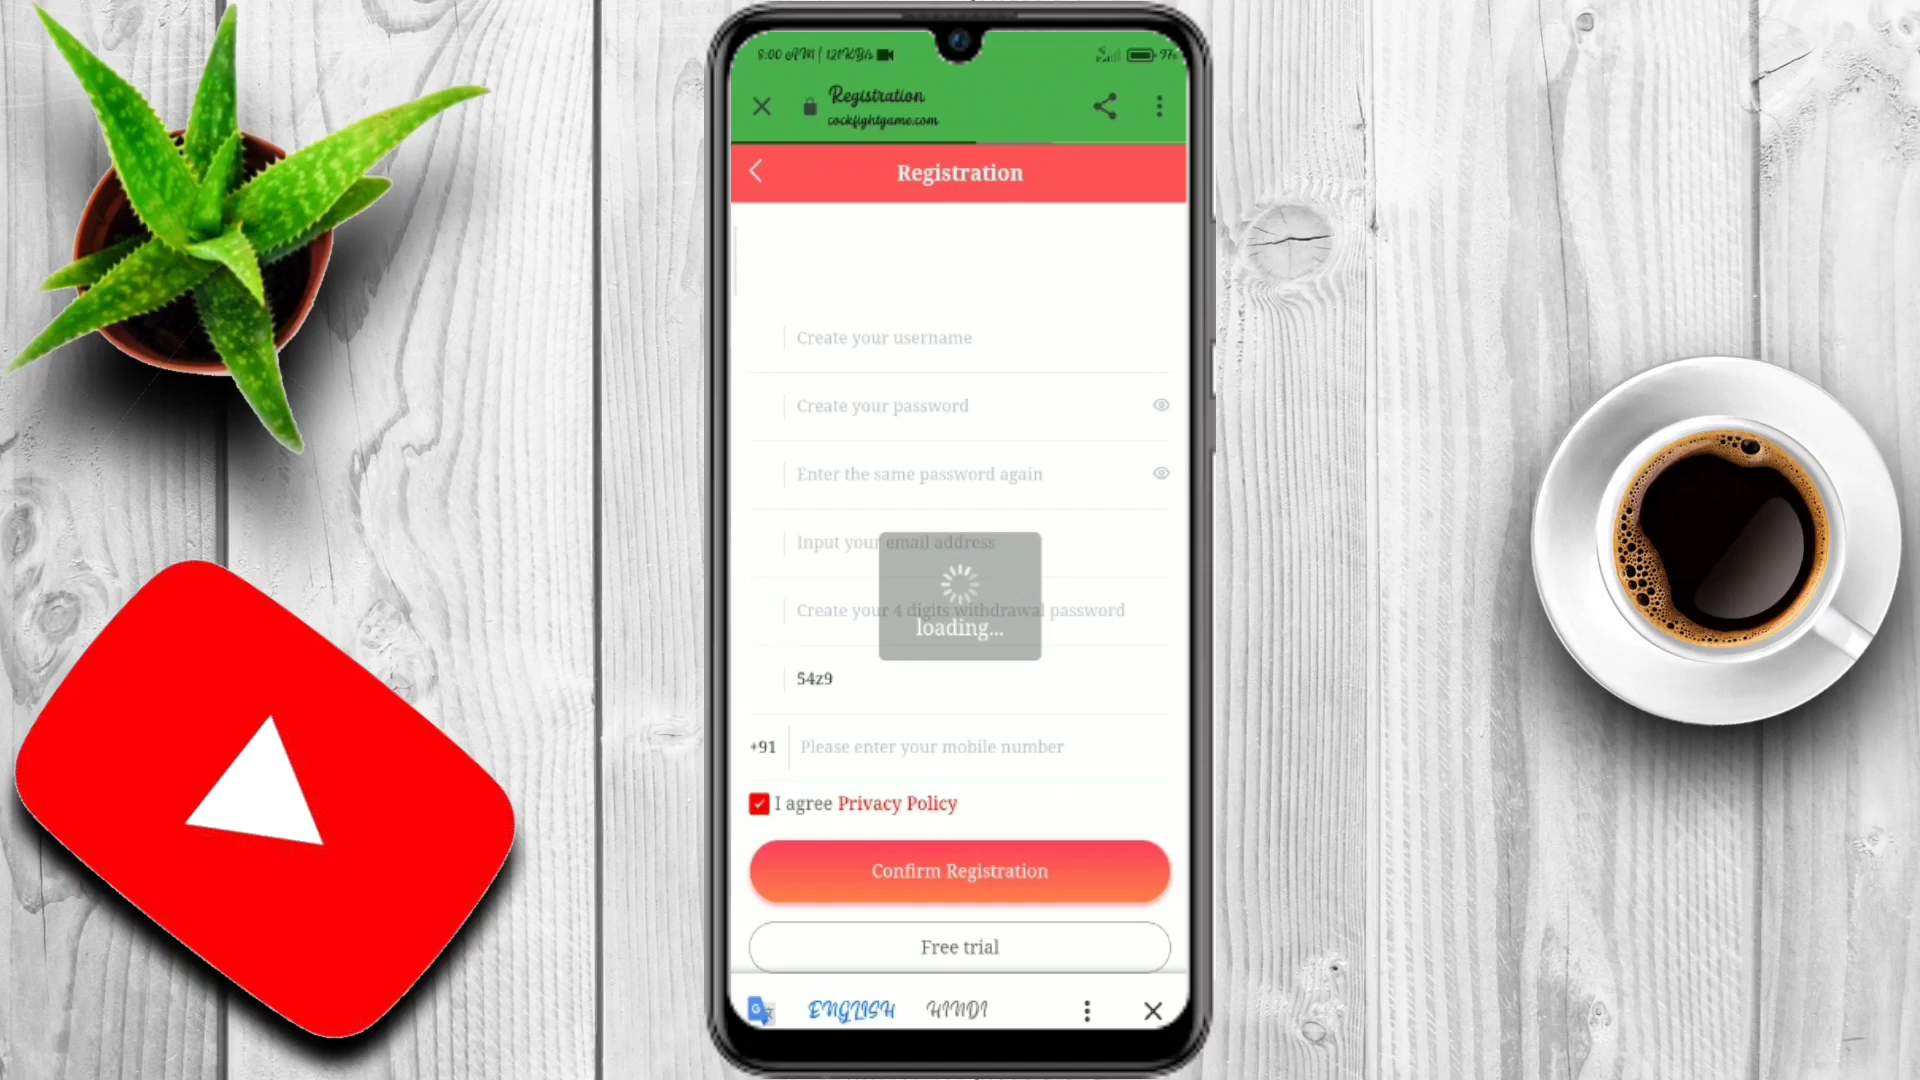 8:00 AM | 121KB/s
97%
Registration
cockfightgame.com
Registration
Create your username
Create your password
Enter the same password again
Input your email address
Create your 4 digits withdrawal password
loading...
54z9
+91 Please enter your mobile number
I agree Privacy Policy
Confirm Registration
Free trial
ENGLISH HINDI